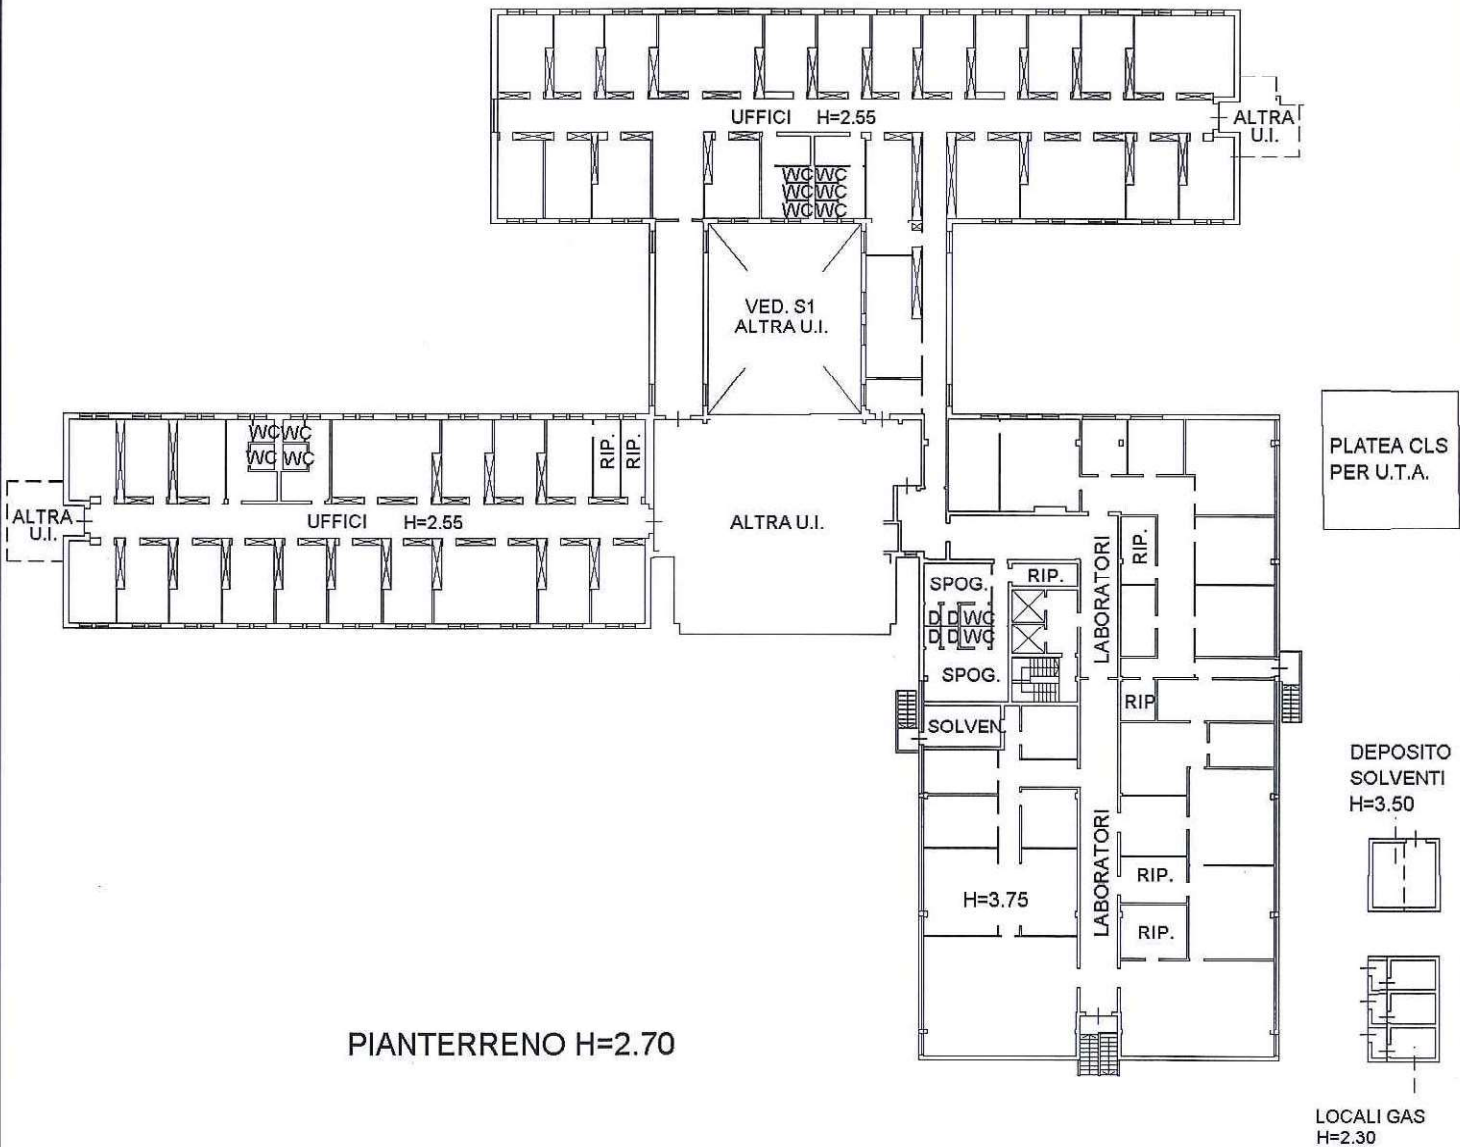 UFFICI H=2.55
ALTRA
U.I.
WC WC
WC WC
WC WC
VED. S1
ALTRA U.I.
WC WC
WC WC
RIP.
RIP.
ALTRA
U.I.
UFFICI H=2.55
ALTRA U.I.
PLATEA CLS
PER U.T.A.
SPOG.
RIP.
LABORATORI
RIP.
D D WC
D D WC
SPOG.
RIP
SOLVEN.
DEPOSITO
SOLVENTI
H=3.50
LABORATORI
RIP.
H=3.75
RIP.
PIANTERRENO H=2.70
LOCALI GAS
H=2.30